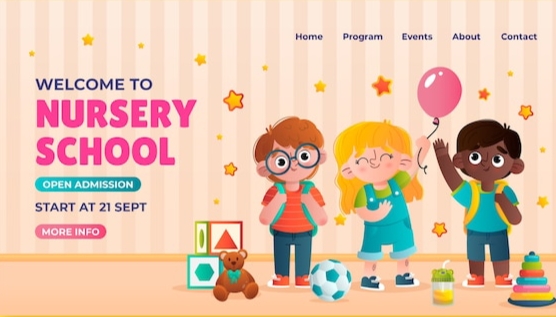 Home Program Events About Contact
WELCOME TO
NURSERY
SCHOOL
OPEN ADMISSION
START AT 21 SEPT
MORE INFO